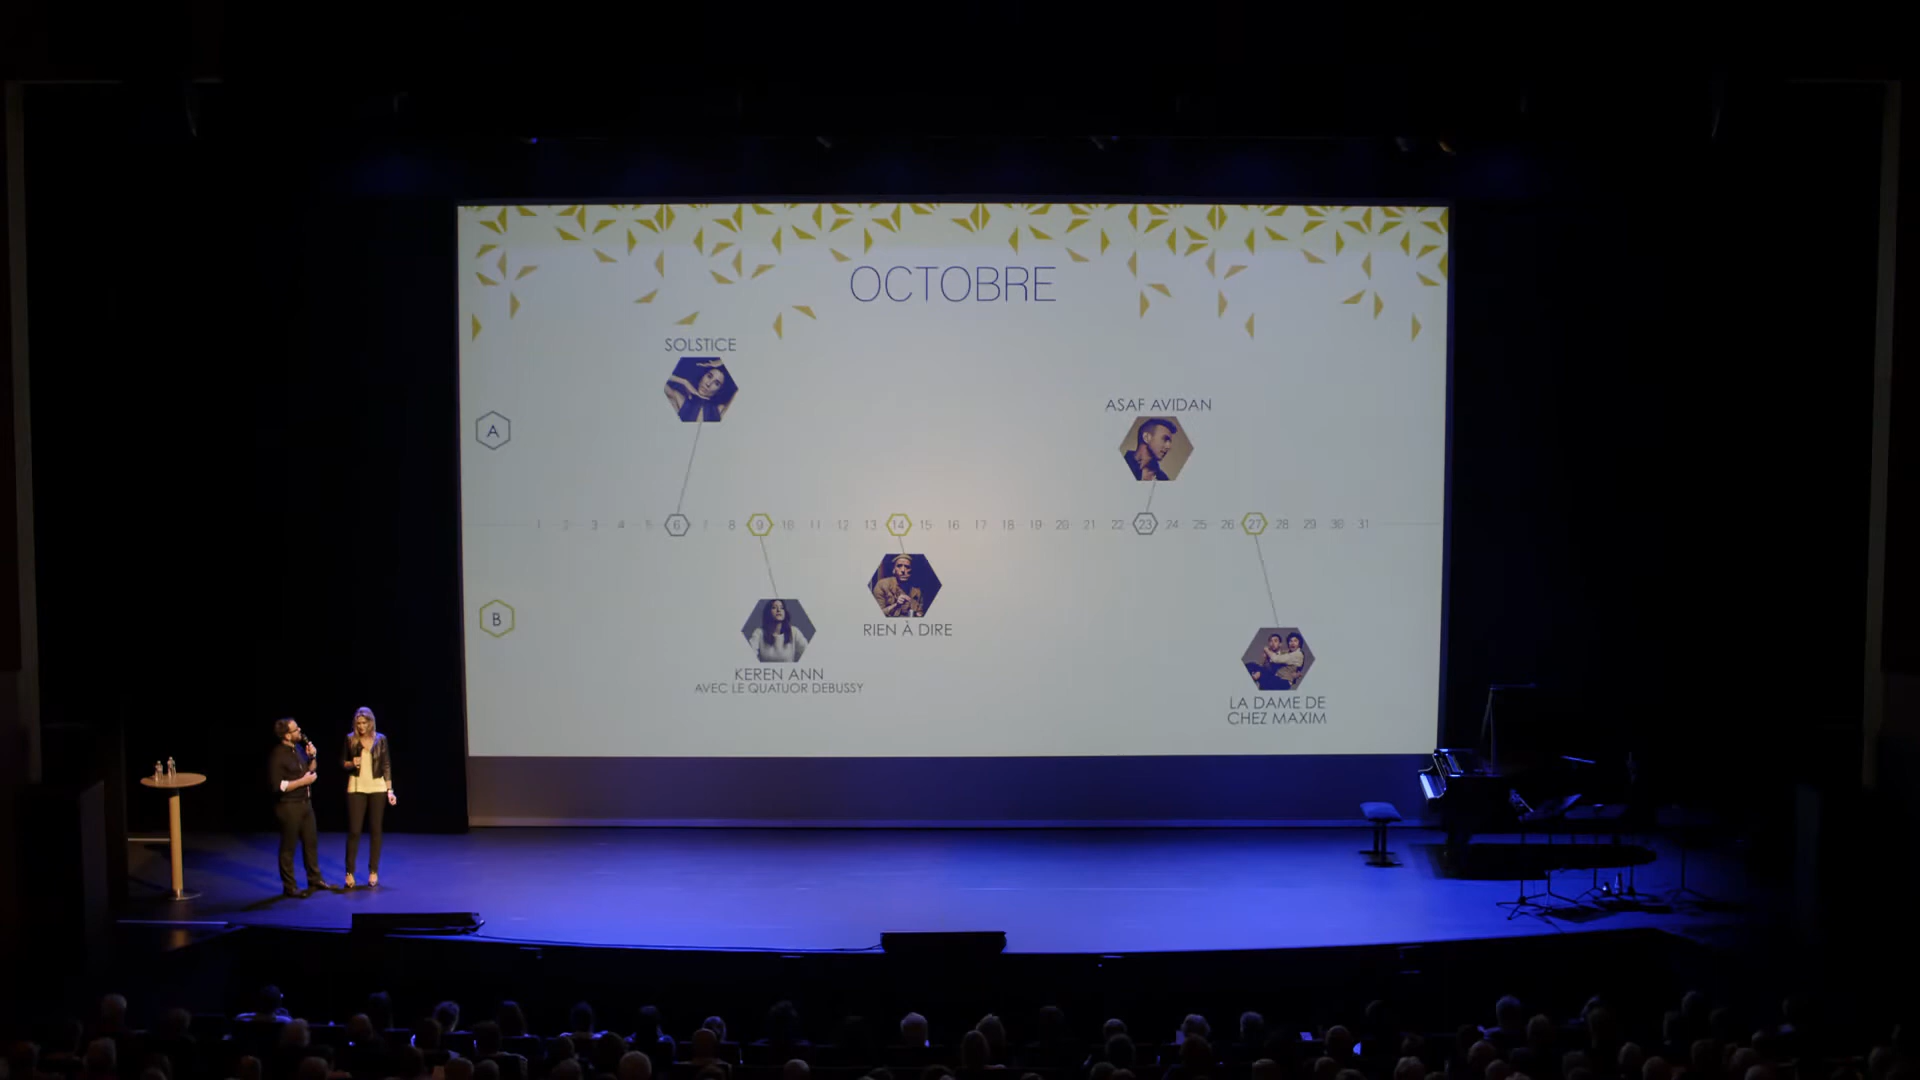 OCTOBRE
SOLSTICE
ASAF AVIDAN
A
1 2 3 4 5 6 7 8 9 10 11 12 13 14 15 16 17 18 19 20 21 22 23 24 25 26 27 28 29 30 31
B
RIEN À DIRE
KEREN ANN
AVEC LE QUATUOR DEBUSSY
LA DAME DE
CHEZ MAXIM